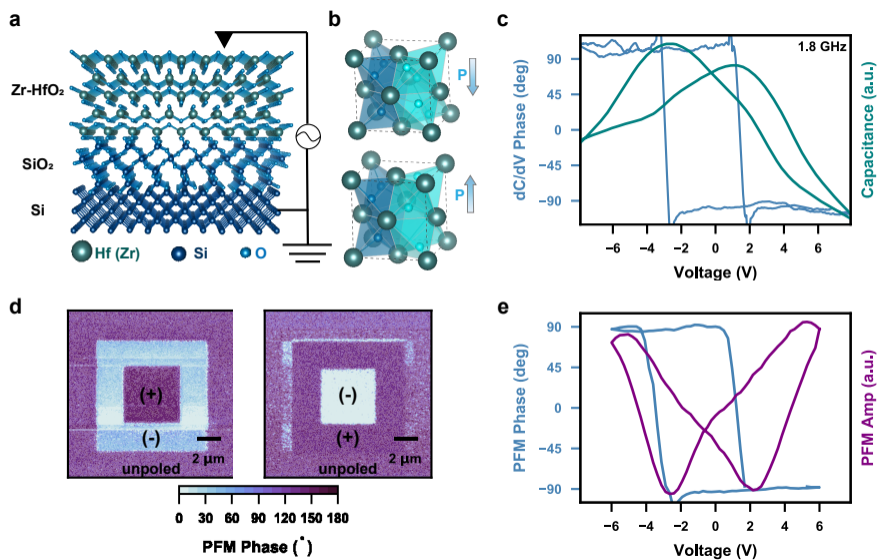 a
Zr-HfO₂
SiO₂
Si
Hf (Zr)
Si
O
b
P
P
c
1.8 GHz
dC/dV Phase (deg)
90
45
0
−45
−90
Capacitance (a.u.)
−6 −4 −2 0 2 4 6
Voltage (V)
d
(+)
(-)
2 µm
unpoled
(-)
(+)
2 µm
unpoled
0 30 60 90 120 150 180
PFM Phase (˚)
e
PFM Phase (deg)
90
45
0
−45
−90
PFM Amp (a.u.)
−6 −4 −2 0 2 4 6
Voltage (V)